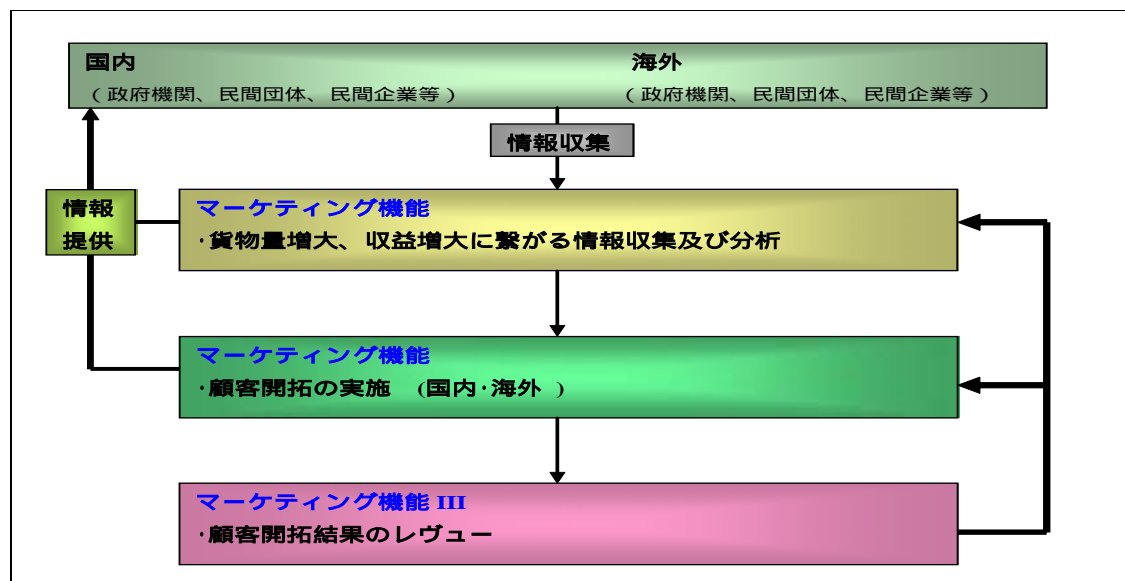 国内
（政府機関、民間団体、民間企業等）
海外
（政府機関、民間団体、民間企業等）
情報収集
情報
提供
マーケティング機能
･貨物量増大、収益増大に繋がる情報収集及び分析
マーケティング機能
･顧客開拓の実施 （国内･海外 ）
マーケティング機能 III
･顧客開拓結果のレヴュー